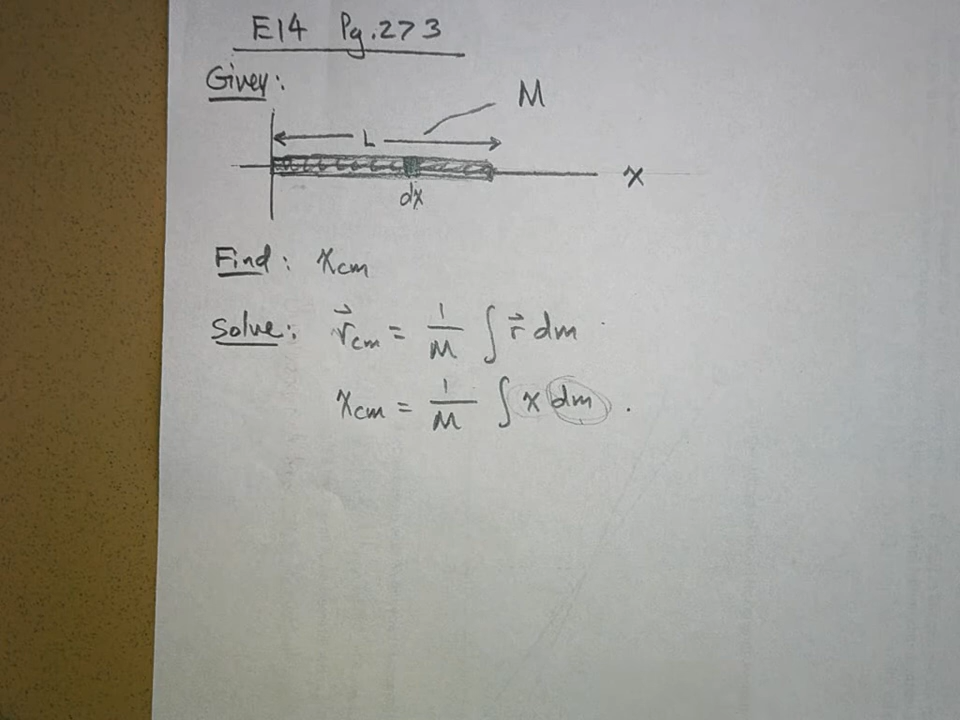 E14 Pg.273
Given:
M
L
x
dx
Find: xcm
Solve: r⃗cm = 1/M ∫ r⃗ dm
xcm = 1/M ∫ x dm.